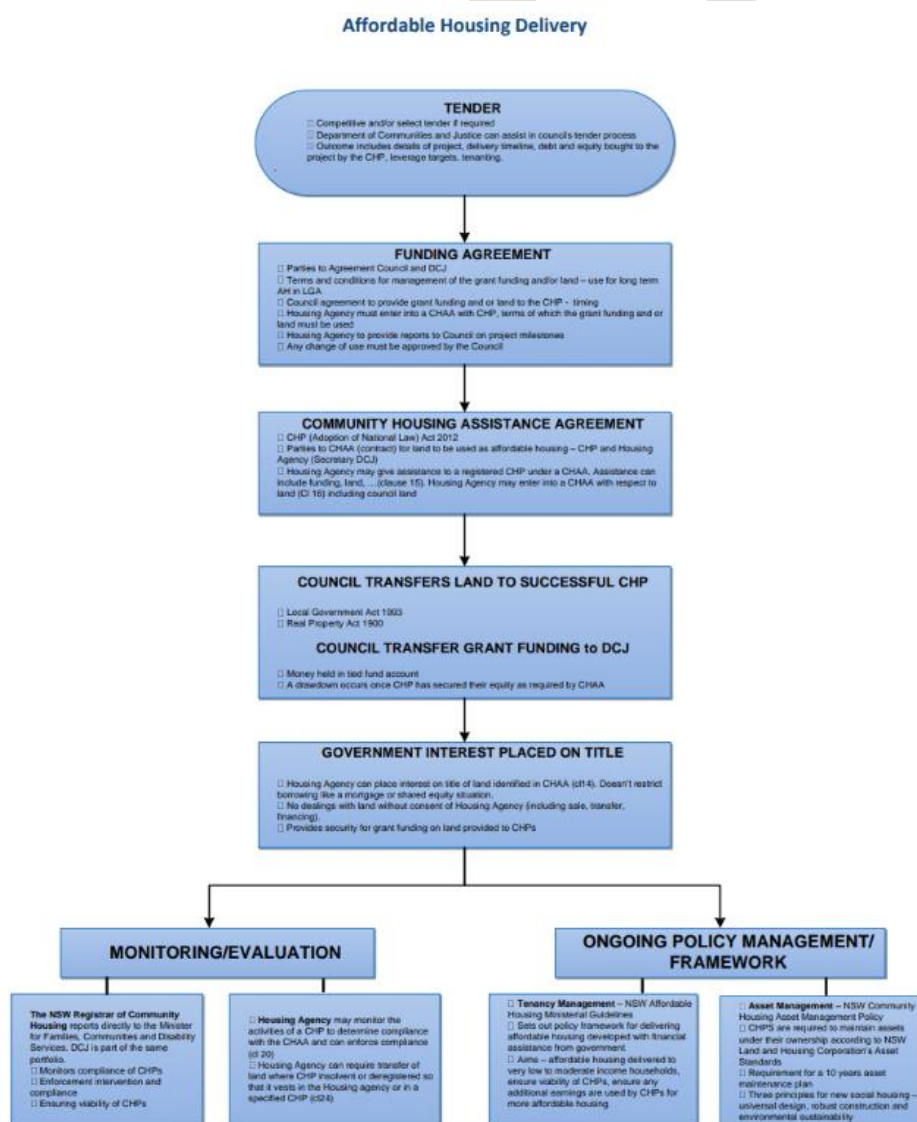 Affordable Housing Delivery
TENDER
□ Competitive and/or select tender if required
□ Department of Communities and Justice can assist in council's tender process
□ Outcome includes details of project, delivery timeline, debt and equity bought to the
project by the CHP, leverage targets, tenanting.
.
FUNDING AGREEMENT
□ Parties to Agreement Council and DCJ
□ Terms and conditions for management of the grant funding and/or land – use for long term
AH in LGA
□ Council agreement to provide grant funding and or land to the CHP - timing
□ Housing Agency must enter into a CHAA with CHP, terms of which the grant funding and or
land must be used
□ Housing Agency to provide reports to Council on project milestones
□ Any change of use must be approved by the Council
COMMUNITY HOUSING ASSISTANCE AGREEMENT
□ CHP (Adoption of National Law) Act 2012
□ Parties to CHAA (contract) for land to be used as affordable housing – CHP and Housing
Agency (Secretary DCJ)
□ Housing Agency may give assistance to a registered CHP under a CHAA. Assistance can
include funding, land, …(clause 15). Housing Agency may enter into a CHAA with respect to
land (Cl 16) including council land
COUNCIL TRANSFERS LAND TO SUCCESSFUL CHP
□ Local Government Act 1993
□ Real Property Act 1900
COUNCIL TRANSFER GRANT FUNDING to DCJ
□ Money held in tied fund account
□ A drawdown occurs once CHP has secured their equity as required by CHAA
GOVERNMENT INTEREST PLACED ON TITLE
□ Housing Agency can place interest on title of land identified in CHAA (cl14). Doesn't restrict
borrowing like a mortgage or shared equity situation.
□ No dealings with land without consent of Housing Agency (including sale, transfer,
financing).
□ Provides security for grant funding on land provided to CHPs
MONITORING/EVALUATION
The NSW Registrar of Community
Housing reports directly to the Minister
for Families, Communities and Disability
Services. DCJ is part of the same
portfolio.
□ Monitors compliance of CHPs
□ Enforcement intervention and
compliance
□ Ensuring viability of CHPs
□ Housing Agency may monitor the
activities of a CHP to determine compliance
with the CHAA and can enforce compliance
(cl 20)
□ Housing Agency can require transfer of
land where CHP insolvent or deregistered so
that it vests in the Housing agency or in a
specified CHP (cl24)
ONGOING POLICY MANAGEMENT/
FRAMEWORK
□ Tenancy Management – NSW Affordable
Housing Ministerial Guidelines
□ Sets out policy framework for delivering
affordable housing developed with financial
assistance from government
□ Aims – affordable housing delivered to
very low to moderate income households,
ensure viability of CHPs, ensure any
additional earnings are used by CHPs for
more affordable housing
□ Asset Management – NSW Community
Housing Asset Management Policy
□ CHPS are required to maintain assets
under their ownership according to NSW
Land and Housing Corporation's Asset
Standards
□ Requirement for a 10 years asset
maintenance plan
□ Three principles for new social housing –
universal design, robust construction and
environmental sustainability